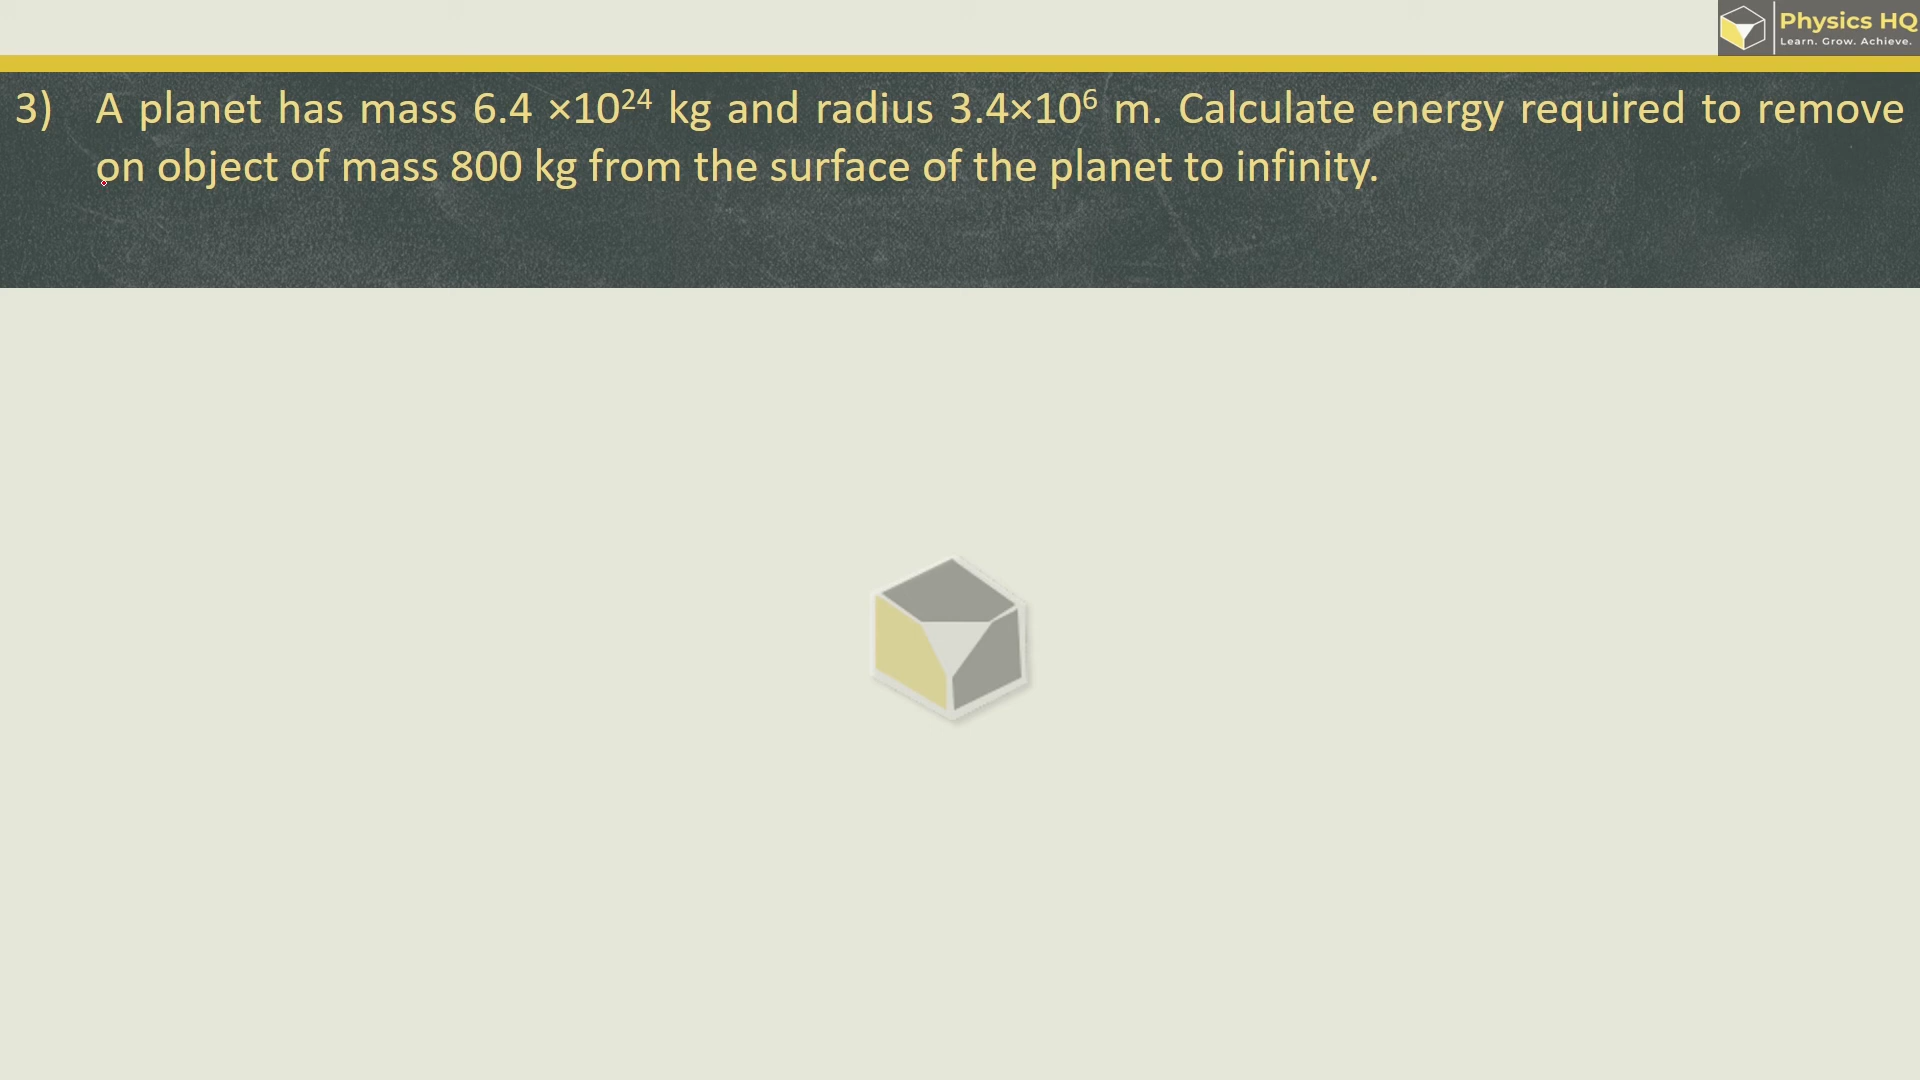 Physics HQ
Learn. Grow. Achieve.
3) A planet has mass 6.4 ×10²⁴ kg and radius 3.4×10⁶ m. Calculate energy required to remove
on object of mass 800 kg from the surface of the planet to infinity.